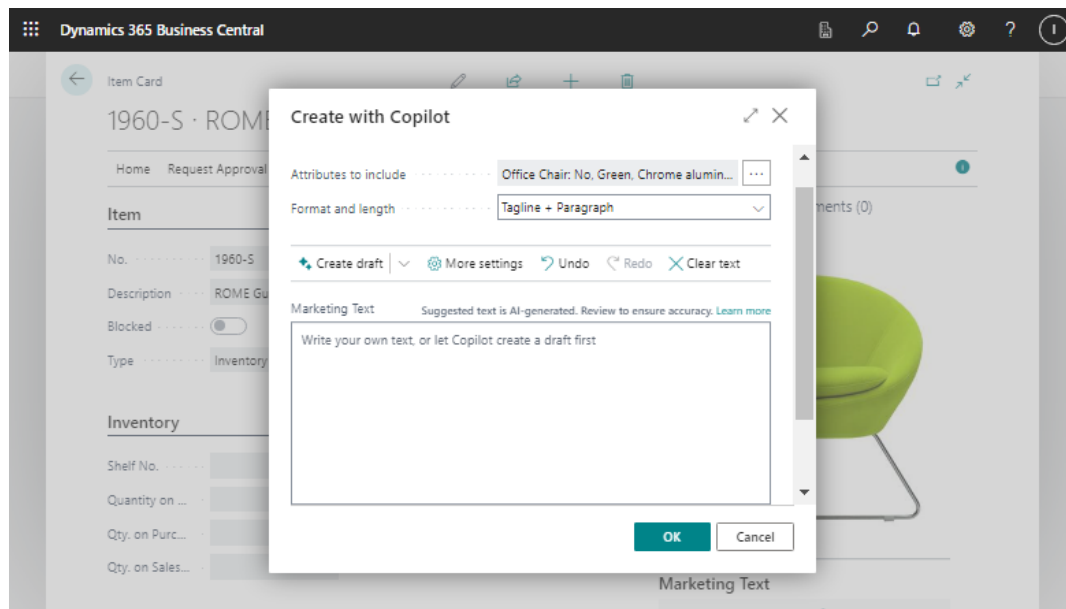 Dynamics 365 Business Central
?
I
Item Card
1960-S · ROME
Home Request Approval
Item
No. 1960-S
Description ROME Gu
Blocked
Type Inventory
Inventory
Shelf No.
Quantity on ...
Qty. on Purc...
Qty. on Sales...
Create with Copilot
Attributes to include Office Chair: No, Green, Chrome alumin... ...
Format and length Tagline + Paragraph
Create draft More settings Undo Redo Clear text
Marketing Text Suggested text is AI-generated. Review to ensure accuracy. Learn more
Write your own text, or let Copilot create a draft first
OK Cancel
ments (0)
Marketing Text